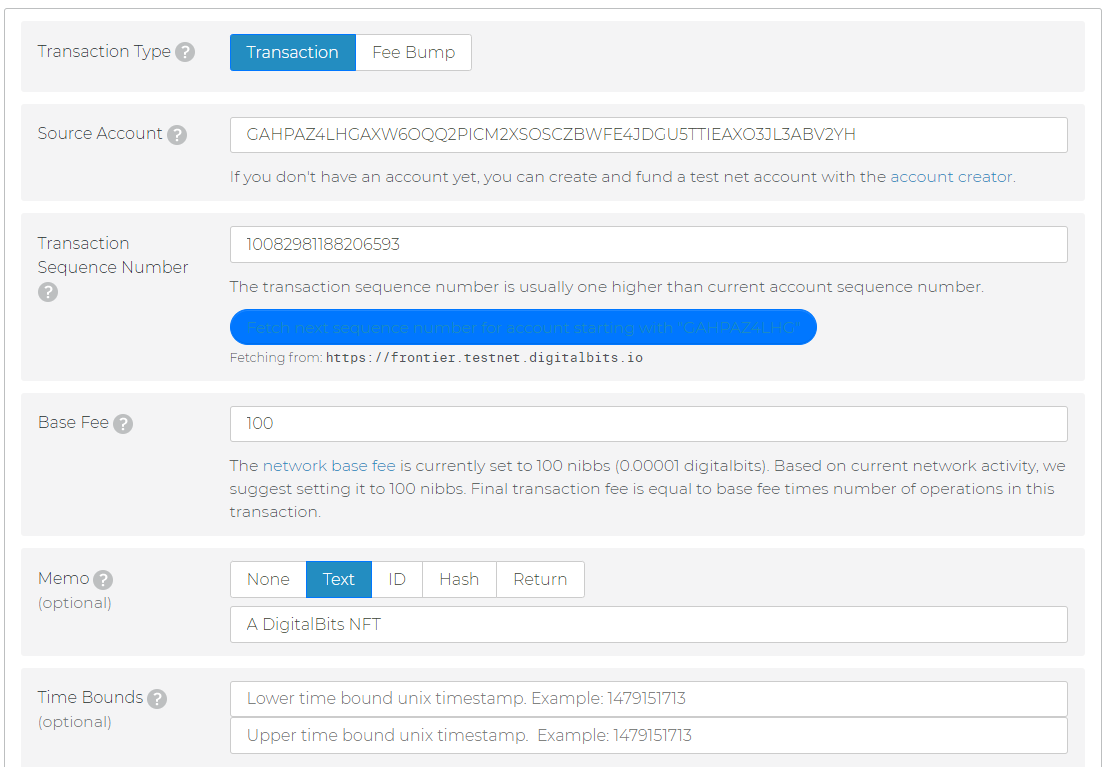 Transaction Type ?
Transaction Fee Bump
Source Account ?
GAHPAZ4LHGAXW6OQQ2PICM2XSOSCZBWFE4JDGU5TTIEAXO3JL3ABV2YH
If you don't have an account yet, you can create and fund a test net account with the account creator.
Transaction
Sequence Number
?
10082981188206593
The transaction sequence number is usually one higher than current account sequence number.
Fetch next sequence number for account starting with "GAHPAZ4LHG"
Fetching from: https://frontier.testnet.digitalbits.io
Base Fee ?
100
The network base fee is currently set to 100 nibbs (0.00001 digitalbits). Based on current network activity, we
suggest setting it to 100 nibbs. Final transaction fee is equal to base fee times number of operations in this
transaction.
Memo ?
(optional)
None Text ID Hash Return
A DigitalBits NFT
Time Bounds ?
(optional)
Lower time bound unix timestamp. Example: 1479151713
Upper time bound unix timestamp. Example: 1479151713